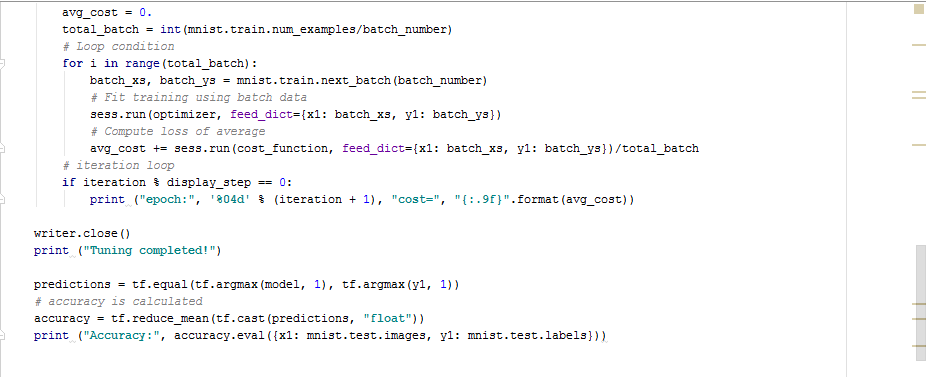 avg_cost = 0.
total_batch = int(mnist.train.num_examples/batch_number)
# Loop condition
for i in range(total_batch):
batch_xs, batch_ys = mnist.train.next_batch(batch_number)
# Fit training using batch data
sess.run(optimizer, feed_dict={x1: batch_xs, y1: batch_ys})
# Compute loss of average
avg_cost += sess.run(cost_function, feed_dict={x1: batch_xs, y1: batch_ys})/total_batch
# iteration loop
if iteration % display_step == 0:
print ("epoch:", '%04d' % (iteration + 1), "cost=", "{:.9f}".format(avg_cost))
writer.close()
print ("Tuning completed!")
predictions = tf.equal(tf.argmax(model, 1), tf.argmax(y1, 1))
# accuracy is calculated
accuracy = tf.reduce_mean(tf.cast(predictions, "float"))
print ("Accuracy:", accuracy.eval({x1: mnist.test.images, y1: mnist.test.labels}))